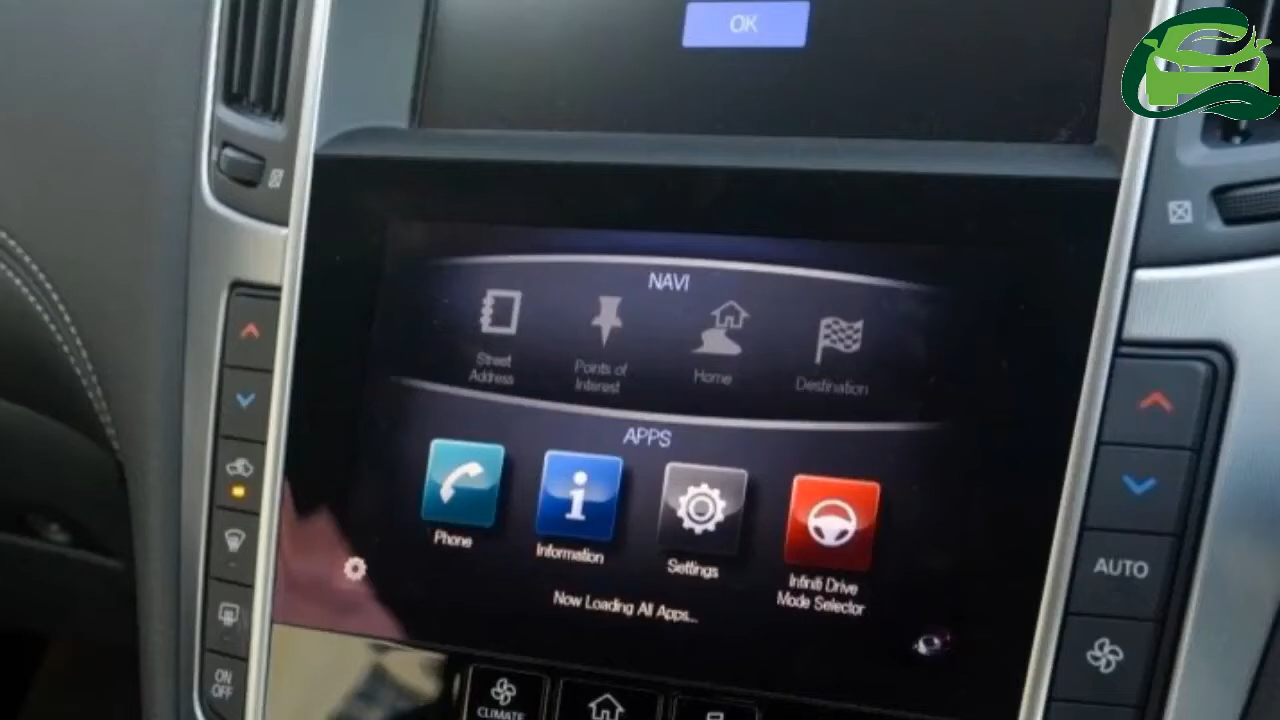 OK
NAVI
Street
Address
Points of
Interest
Home
Destination
APPS
Phone
Information
Settings
Infiniti Drive
Mode Selector
Now Loading All Apps...
AUTO
ON
OFF
CLIMATE